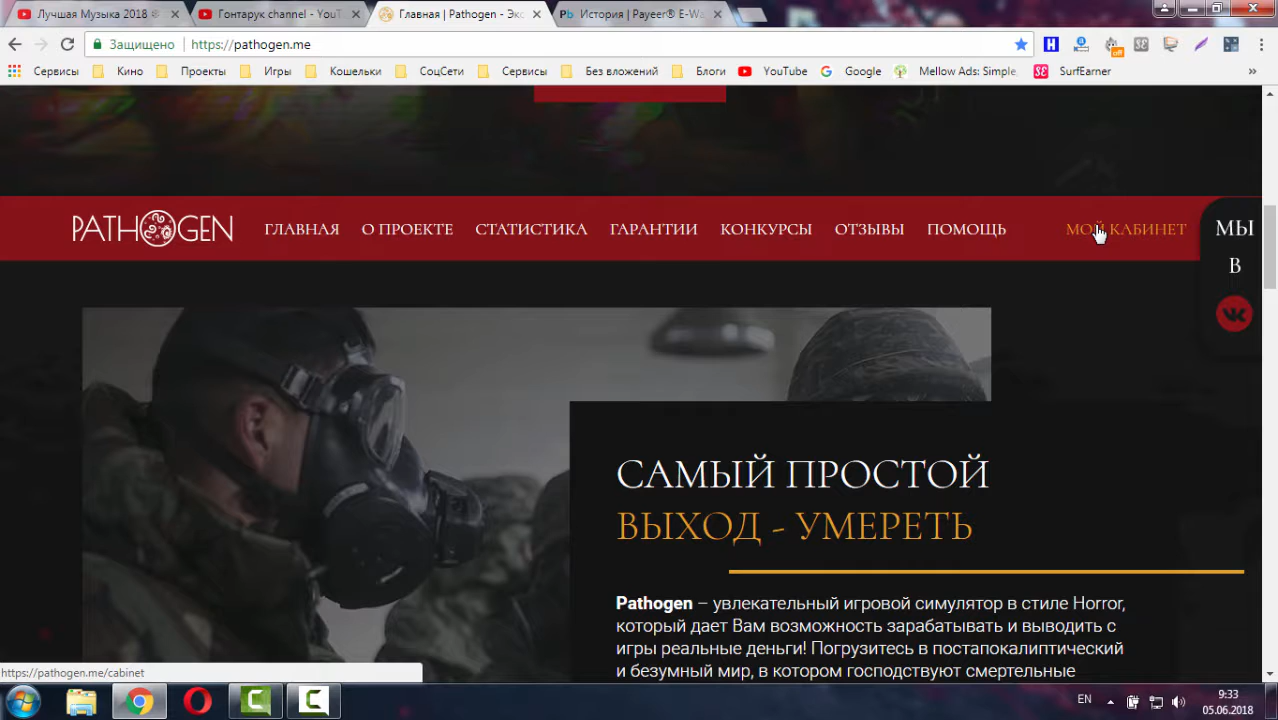 Лучшая Музыка 2018
Гонтарук channel - YouT
Главная | Pathogen - Экс
Pb История | Payeer® E-Wa
Защищено https://pathogen.me
Сервисы Кино Проекты Игры Кошельки СоцСети Сервисы Без вложений Блоги YouTube Google Mellow Ads: Simple, SE SurfEarner »
PATHOGEN ГЛАВНАЯ О ПРОЕКТЕ СТАТИСТИКА ГАРАНТИИ КОНКУРСЫ ОТЗЫВЫ ПОМОЩЬ МОЙ КАБИНЕТ
МЫ
В
САМЫЙ ПРОСТОЙ
ВЫХОД - УМЕРЕТЬ
Pathogen – увлекательный игровой симулятор в стиле Horror,
который дает Вам возможность зарабатывать и выводить с
игры реальные деньги! Погрузитесь в постапокалиптический
и безумный мир, в котором господствуют смертельные
https://pathogen.me/cabinet
EN
9:33
05.06.2018